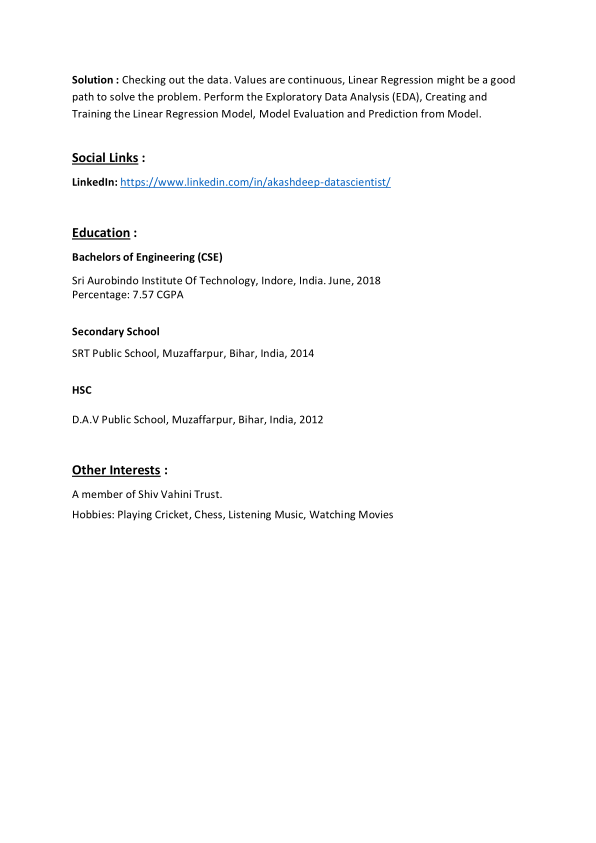 Solution : Checking out the data. Values are continuous, Linear Regression might be a good
path to solve the problem. Perform the Exploratory Data Analysis (EDA), Creating and
Training the Linear Regression Model, Model Evaluation and Prediction from Model.
Social Links :
LinkedIn: https://www.linkedin.com/in/akashdeep-datascientist/
Education :
Bachelors of Engineering (CSE)
Sri Aurobindo Institute Of Technology, Indore, India. June, 2018
Percentage: 7.57 CGPA
Secondary School
SRT Public School, Muzaffarpur, Bihar, India, 2014
HSC
D.A.V Public School, Muzaffarpur, Bihar, India, 2012
Other Interests :
A member of Shiv Vahini Trust.
Hobbies: Playing Cricket, Chess, Listening Music, Watching Movies